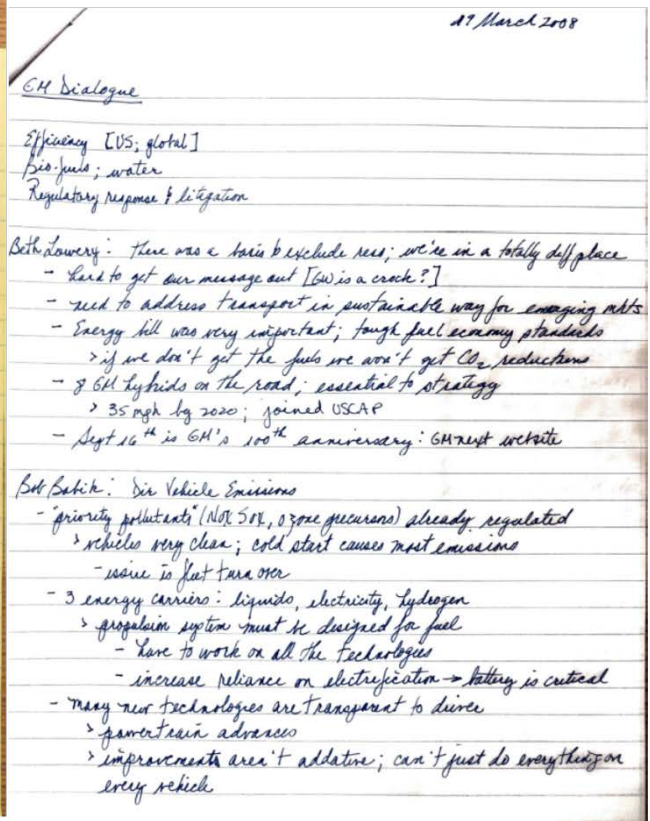 19 March 2008
GM Dialogue
Efficiency [US; global]
Bio-fuels; water
Regulatory response & litigation
Beth Lowery: There was a basis to exclude ; we're in a totally diff place
- hard to get our message out [GW is a crock?]
- need to address transport in sustainable way for emerging mkts
- Energy bill was very important; tough fuel economy standards
> if we don't get the fuels we won't get CO2 reductions
- 8 GM hybrids on the road; essential to strategy
> 35 mpg by 2020; joined USCAP
- Sept 16th is GM's 100th anniversary: GMnext website
Bob Babik: Dir Vehicle Emissions
- "priority pollutants" (NOX SOX, ozone precursors) already regulated
> vehicles very clean; cold start causes most emissions
- issue is fleet turn over
- 3 energy carriers: liquids, electricity, hydrogen
> propulsion system must be designed for fuel
- have to work on all the technologies
- increase reliance on electrification → battery is critical
- many new technologies are transparent to driver
> powertrain advances
> improvements aren't addative; can't just do everything on
every vehicle